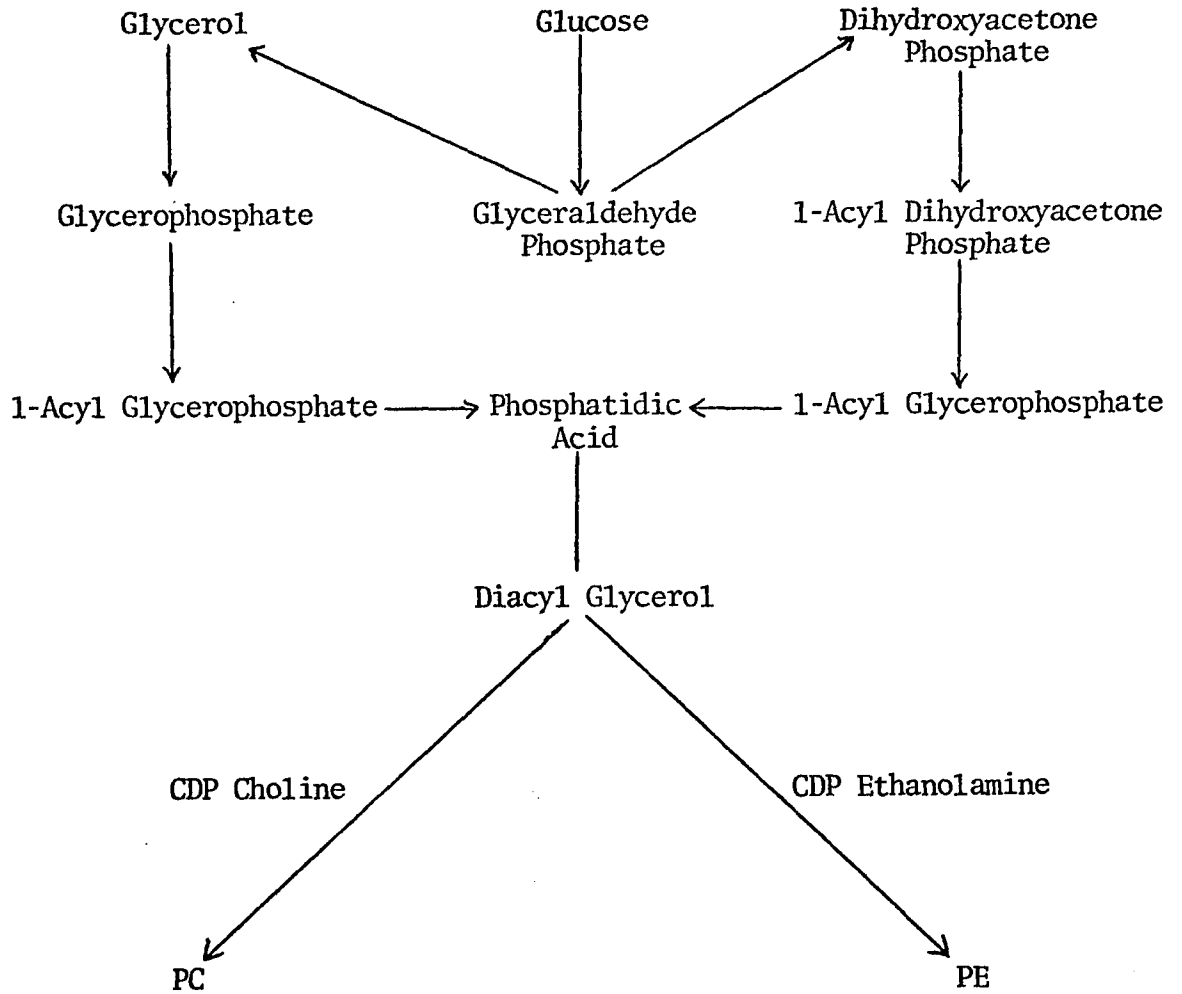 Glycerol
Glucose
Dihydroxyacetone
Phosphate
Glycerophosphate
Glyceraldehyde
Phosphate
1-Acyl Dihydroxyacetone
Phosphate
1-Acyl Glycerophosphate
Phosphatidic
Acid
1-Acyl Glycerophosphate
Diacyl Glycerol
CDP Choline
CDP Ethanolamine
PC
PE